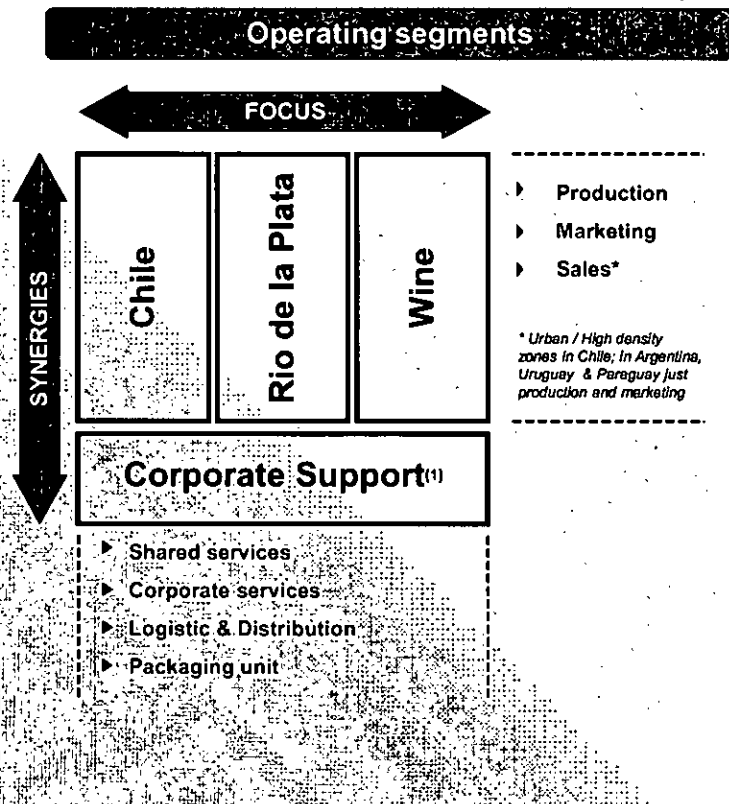 Operating segments
FOCUS
SYNERGIES
Chile
Rio de la Plata
Wine
Production
Marketing
Sales*
* Urban / High density
zones in Chile; in Argentina,
Uruguay & Paraguay just
production and marketing
Corporate Support(1)
Shared services
Corporate services
Logistic & Distribution
Packaging unit